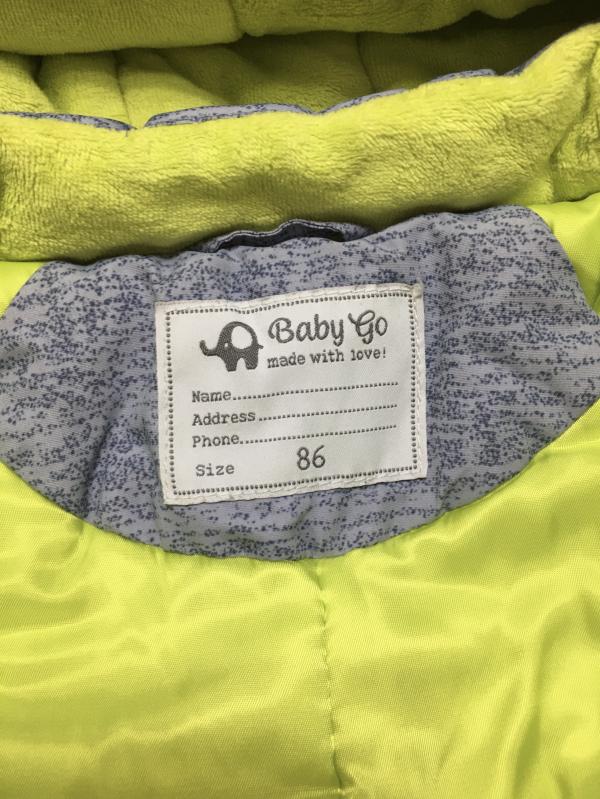 Baby Go
made with love!
Name..............................
Address.........................
Phone............................
Size 86